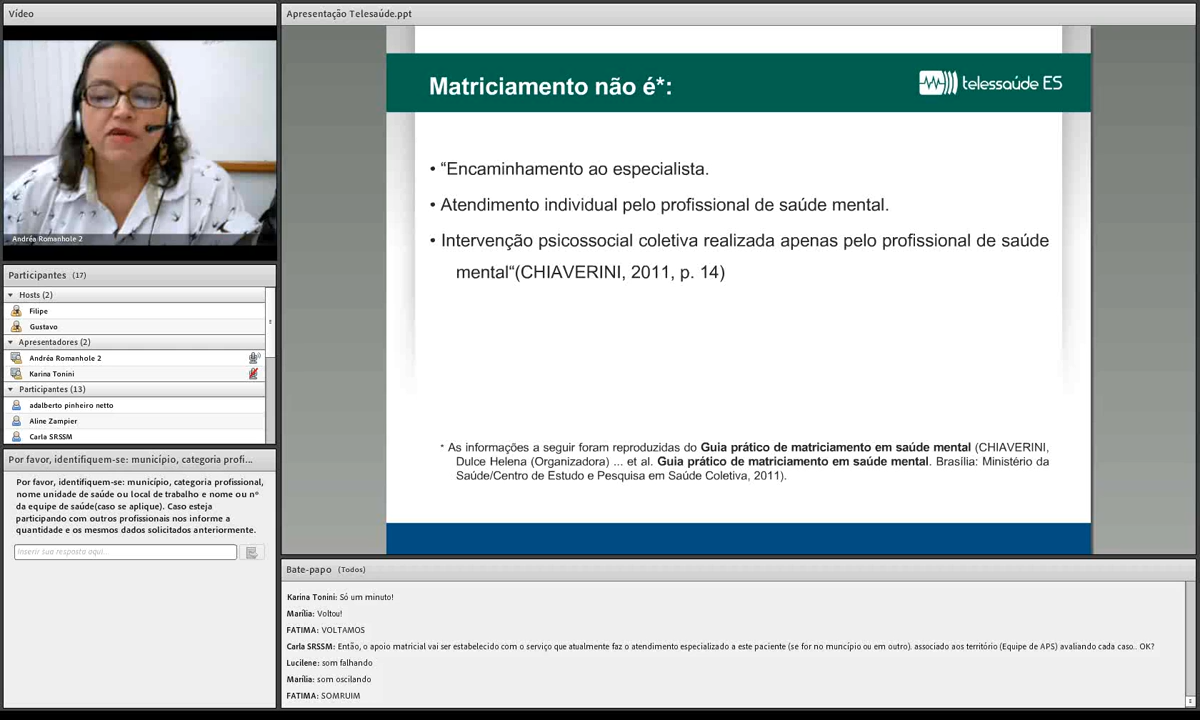 Vídeo
Andréa Romanhole 2
Participantes (17)
Hosts (2)
Filipe
Gustavo
Apresentadores (2)
Andréa Romanhole 2
Karina Tonini
Participantes (13)
adalberto pinheiro netto
Aline Zampier
Carla SRSSM
Por favor, identifiquem-se: município, categoria profi...
Por favor, identifiquem-se: município, categoria profissional,
nome unidade de saúde ou local de trabalho e nome ou nº
da equipe de saúde(caso se aplique). Caso esteja
participando com outros profissionais nos informe a
quantidade e os mesmos dados solicitados anteriormente.
Inserir sua resposta aqui...
Apresentação Telesaúde.ppt
Matriciamento não é*:
telessaúde ES
• “Encaminhamento ao especialista.
• Atendimento individual pelo profissional de saúde mental.
• Intervenção psicossocial coletiva realizada apenas pelo profissional de saúde
mental“(CHIAVERINI, 2011, p. 14)
* As informações a seguir foram reproduzidas do Guia prático de matriciamento em saúde mental (CHIAVERINI,
Dulce Helena (Organizadora) ... et al. Guia prático de matriciamento em saúde mental. Brasília: Ministério da
Saúde/Centro de Estudo e Pesquisa em Saúde Coletiva, 2011).
Bate-papo (Todos)
Karina Tonini: Só um minuto!
Marília: Voltou!
FATIMA: VOLTAMOS
Carla SRSSM: Então, o apoio matricial vai ser estabelecido com o serviço que atualmente faz o atendimento especializado a este paciente (se for no muncípio ou em outro). associado aos território (Equipe de APS) avaliando cada caso.. OK?
Lucilene: som falhando
Marília: som oscilando
FATIMA: SOMRUIM